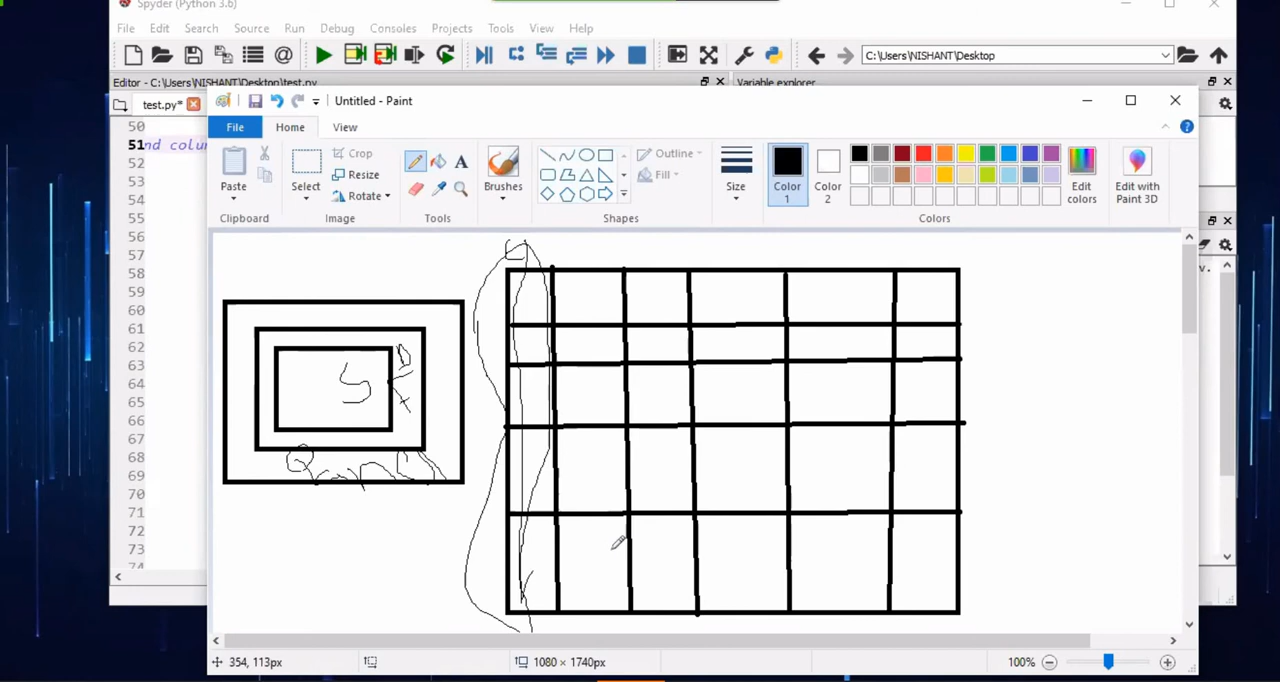 Spyder (Python 3.6)
File Edit Search Source Run Debug Consoles Projects Tools View Help
C:\Users\NISHANT\Desktop
Editor - C:\Users\NISHANT\Desktop\test.py
Variable explorer
test.py*
Untitled - Paint
File Home View
Paste
Select
Crop
Resize
Rotate
A
Brushes
Outline
Fill
Size
Color 1
Color 2
Edit colors
Edit with Paint 3D
Clipboard Image Tools Shapes Colors
50
51
nd colu
52
53
54
55
56
57
58
59
60
61
62
63
64
65
66
67
68
69
70
71
72
73
74
354, 113px
1080 × 1740px
100%